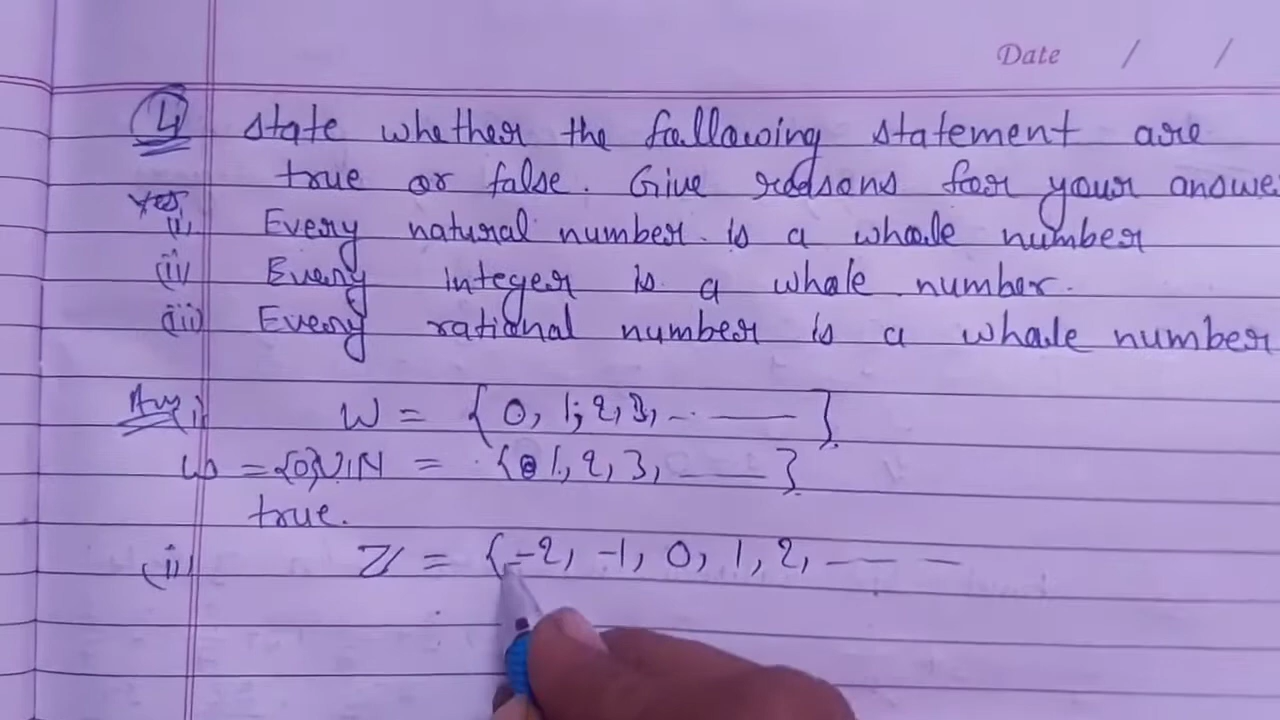 Date / /
4 State whether the following statement are
true or false. Give reasons for your answe
Yes
(i) Every natural number is a whole number
(ii) Every integer is a whole number.
(iii) Every rational number is a whole number
Ans i) W = {0, 1, 2, 3, ... —— }
W = {0}UN = {1, 2, 3, —— }
true.
(ii) Z = {-2, -1, 0, 1, 2, — — —